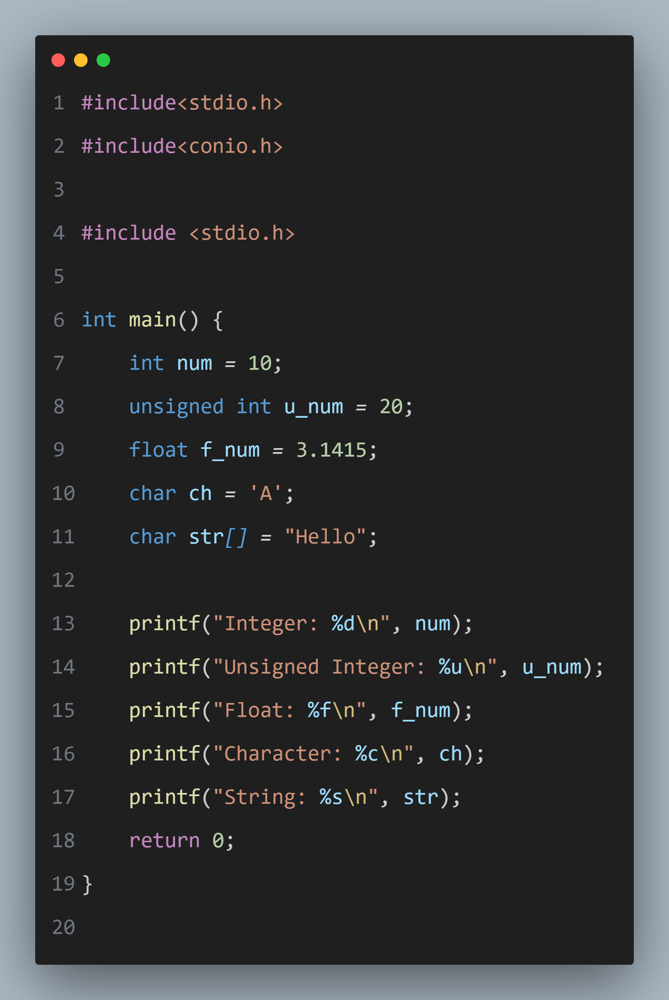 1 #include<stdio.h>
2 #include<conio.h>
3
4 #include <stdio.h>
5
6 int main() {
7     int num = 10;
8     unsigned int u_num = 20;
9     float f_num = 3.1415;
10     char ch = 'A';
11     char str[] = "Hello";
12
13     printf("Integer: %d\n", num);
14     printf("Unsigned Integer: %u\n", u_num);
15     printf("Float: %f\n", f_num);
16     printf("Character: %c\n", ch);
17     printf("String: %s\n", str);
18     return 0;
19 }
20